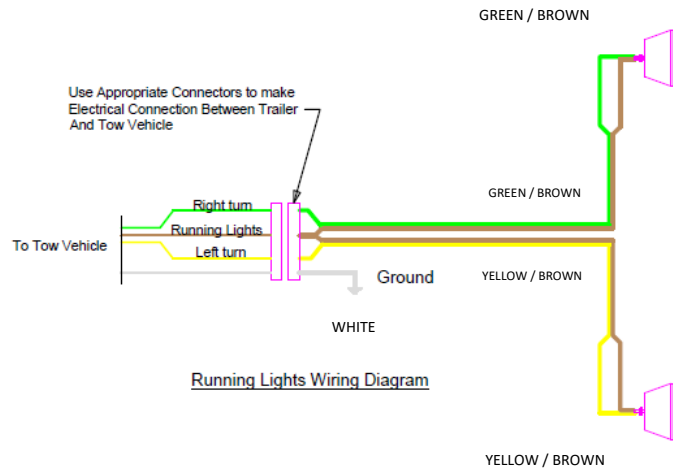 GREEN / BROWN
Use Appropriate Connectors to make
Electrical Connection Between Trailer
And Tow Vehicle
GREEN / BROWN
Right turn
Running Lights
To Tow Vehicle
Left turn
Ground
YELLOW / BROWN
WHITE
Running Lights Wiring Diagram
YELLOW / BROWN